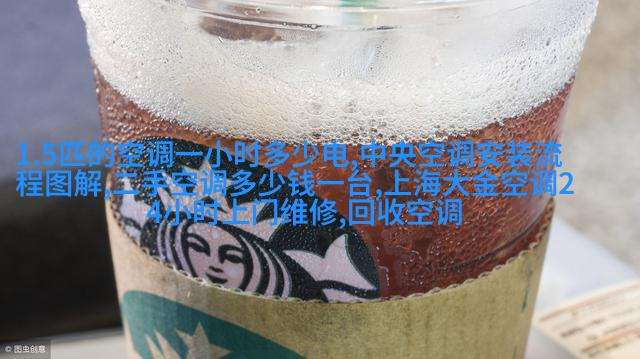 1.5匹的空调一小时多少电,中央空调安装流
程图解,二手空调多少钱一台,上海大金空调2
4小时上门维修,回收空调
© 图虫创意